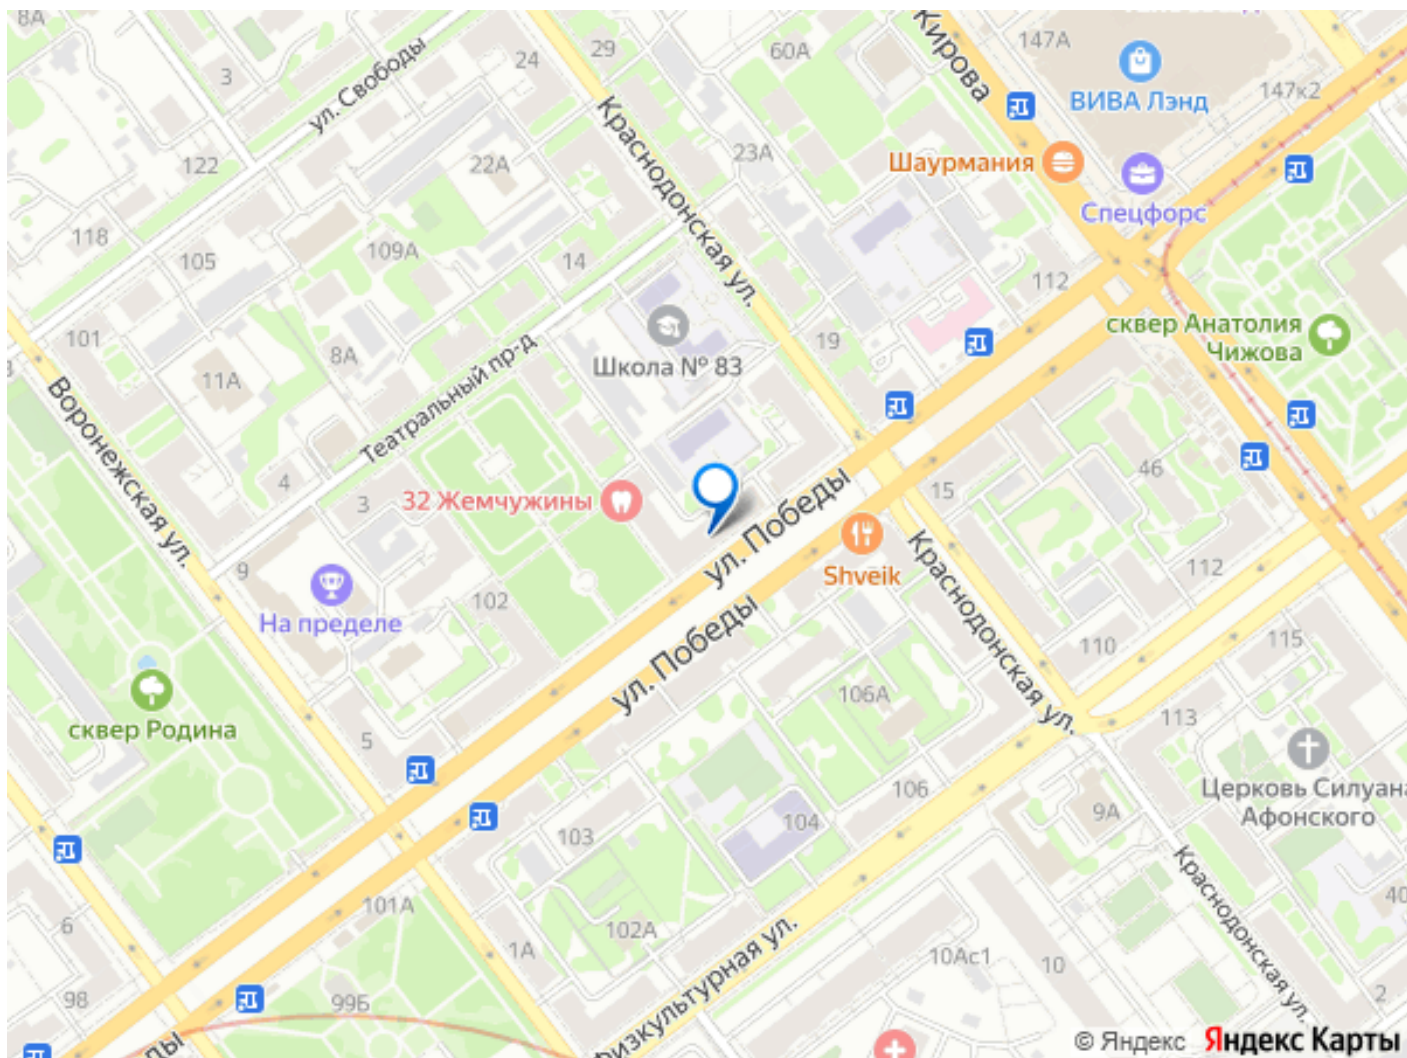 8А
3
ул. Свободы
24
29
60А
Кирова
147А
ВИВА Лэнд
147к2
122
22А
Краснодонская ул.
23А
Шаурмания
Спецфорс
118
105
109А
14
112
101
8А
11А
Театральный пр-д
Школа № 83
19
сквер Анатолия
Чижова
Воронежская ул.
4
3
32 Жемчужины
ул. Победы
15
46
9
На пределе
102
Shveik
Краснодонская ул.
112
ул. Победы
110
115
сквер Родина
5
106А
113
Церковь Силуана
Афонского
106
9А
103
104
Краснодонская ул.
40
6
101А
1А
102А
10Ас1
10
98
99Б
2
© Яндекс
Яндекс Карты